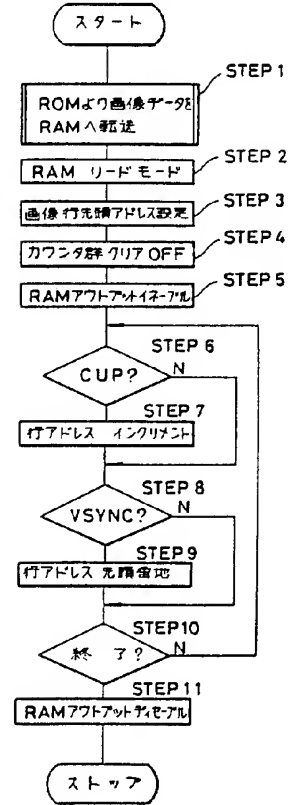 スタート
STEP 1
ROMより画像データを
RAMへ転送
STEP 2
RAM リードモード
STEP 3
画像行先頭アドレス設定
STEP 4
カウンタ群クリアOFF
STEP 5
RAMアウトプットイネーブル
STEP 6
CUP?
N
STEP 7
行アドレス インクリメント
STEP 8
VSYNC?
N
STEP 9
行アドレス先頭番地
STEP10
終了?
N
STEP11
RAMアウトプットディセーブル
ストップ